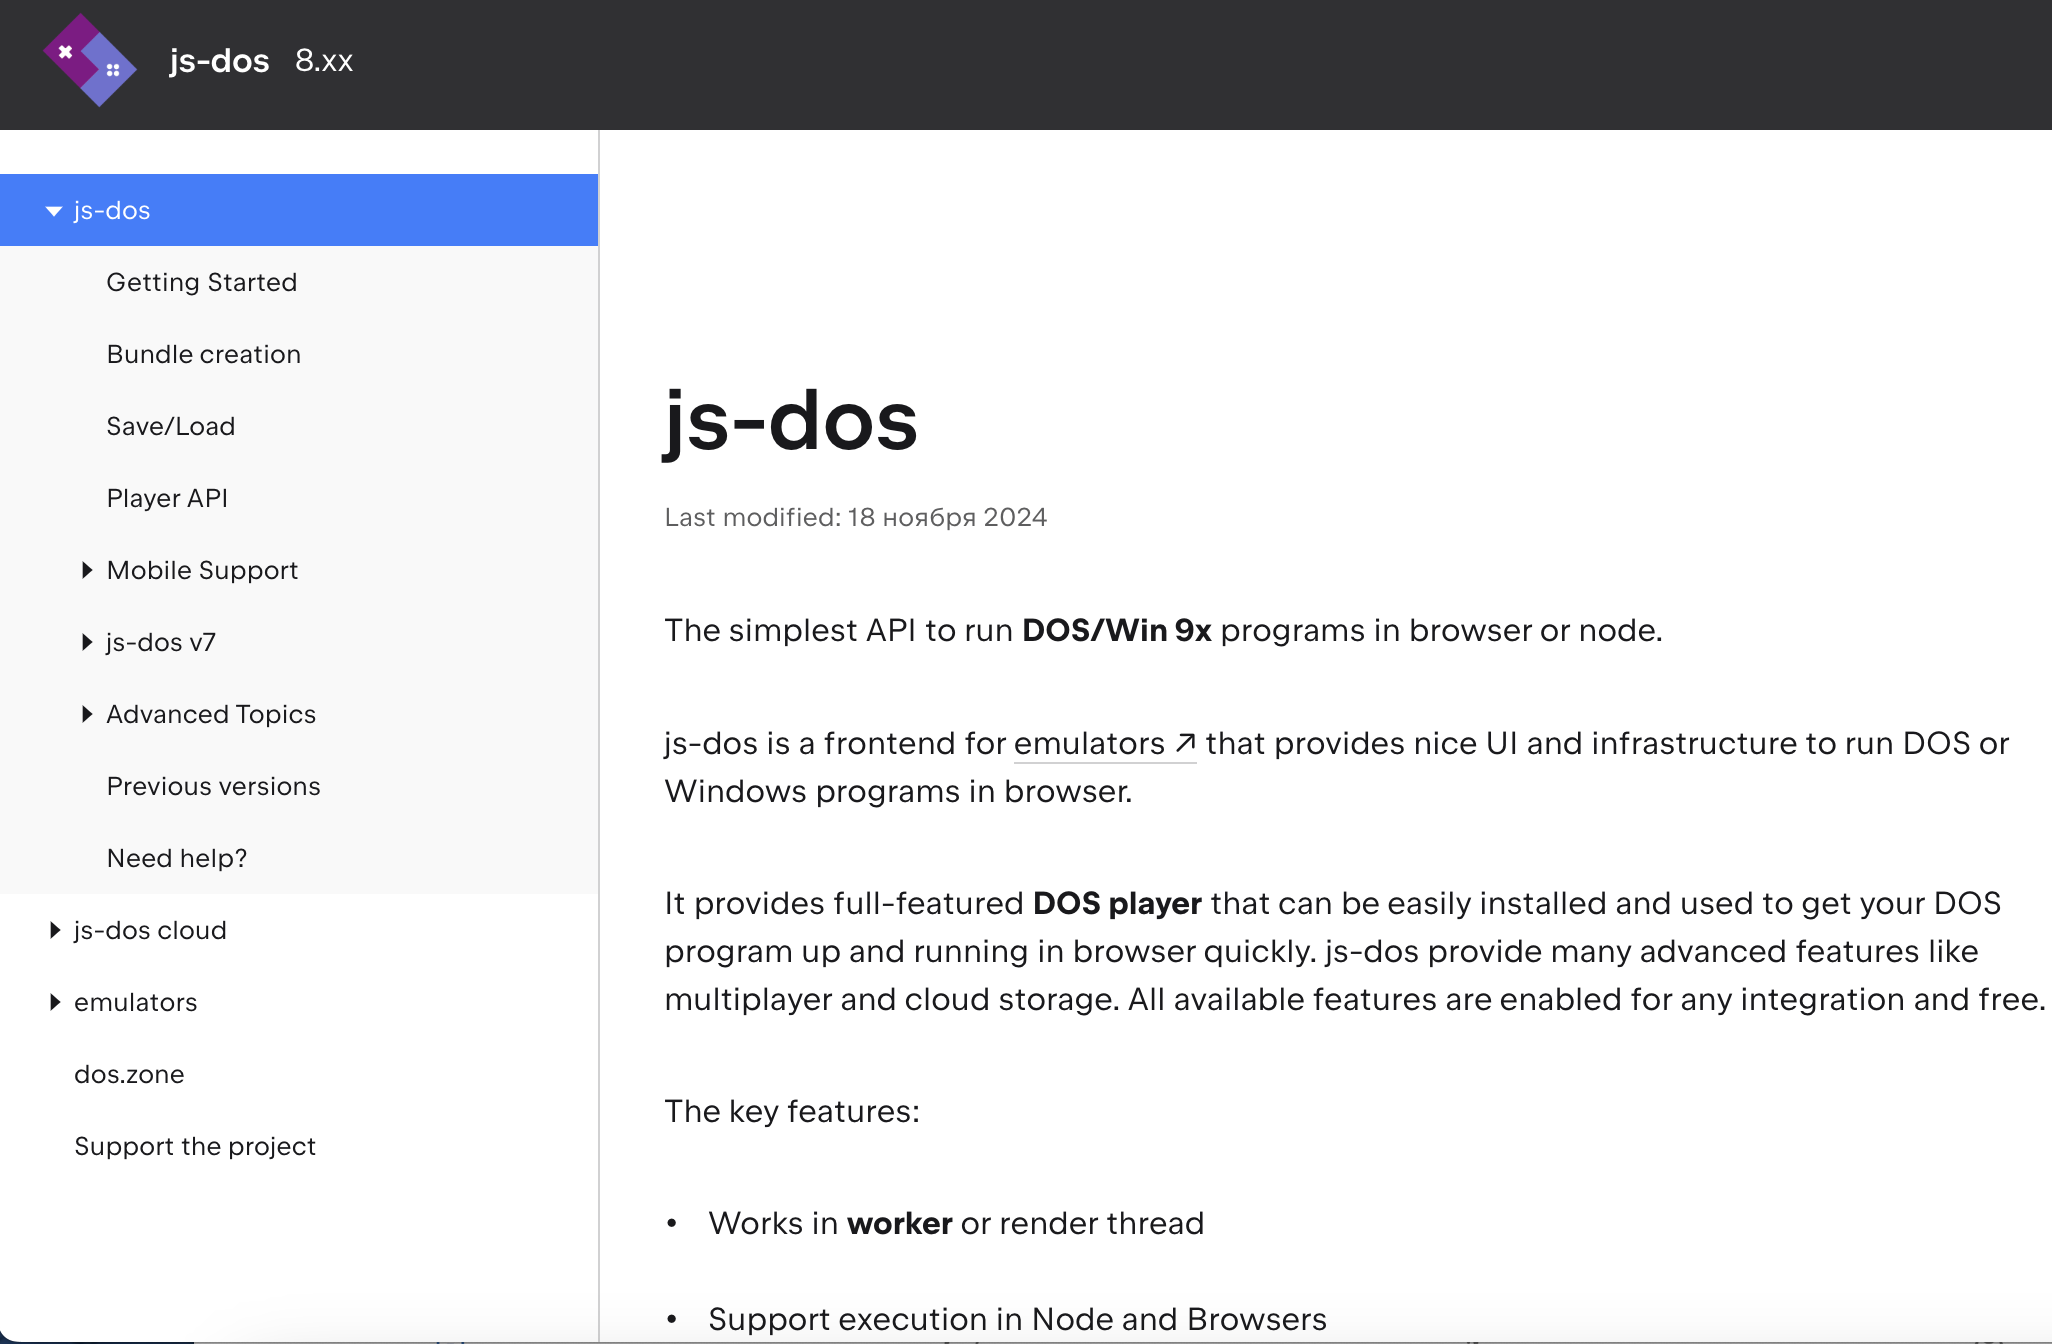 js-dos 8.xx
js-dos
Getting Started
Bundle creation
Save/Load
Player API
Mobile Support
js-dos v7
Advanced Topics
Previous versions
Need help?
js-dos cloud
emulators
dos.zone
Support the project
js-dos
Last modified: 18 ноября 2024
The simplest API to run DOS/Win 9x programs in browser or node.
js-dos is a frontend for emulators ↗ that provides nice UI and infrastructure to run DOS or
Windows programs in browser.
It provides full-featured DOS player that can be easily installed and used to get your DOS
program up and running in browser quickly. js-dos provide many advanced features like
multiplayer and cloud storage. All available features are enabled for any integration and free.
The key features:
• Works in worker or render thread
• Support execution in Node and Browsers